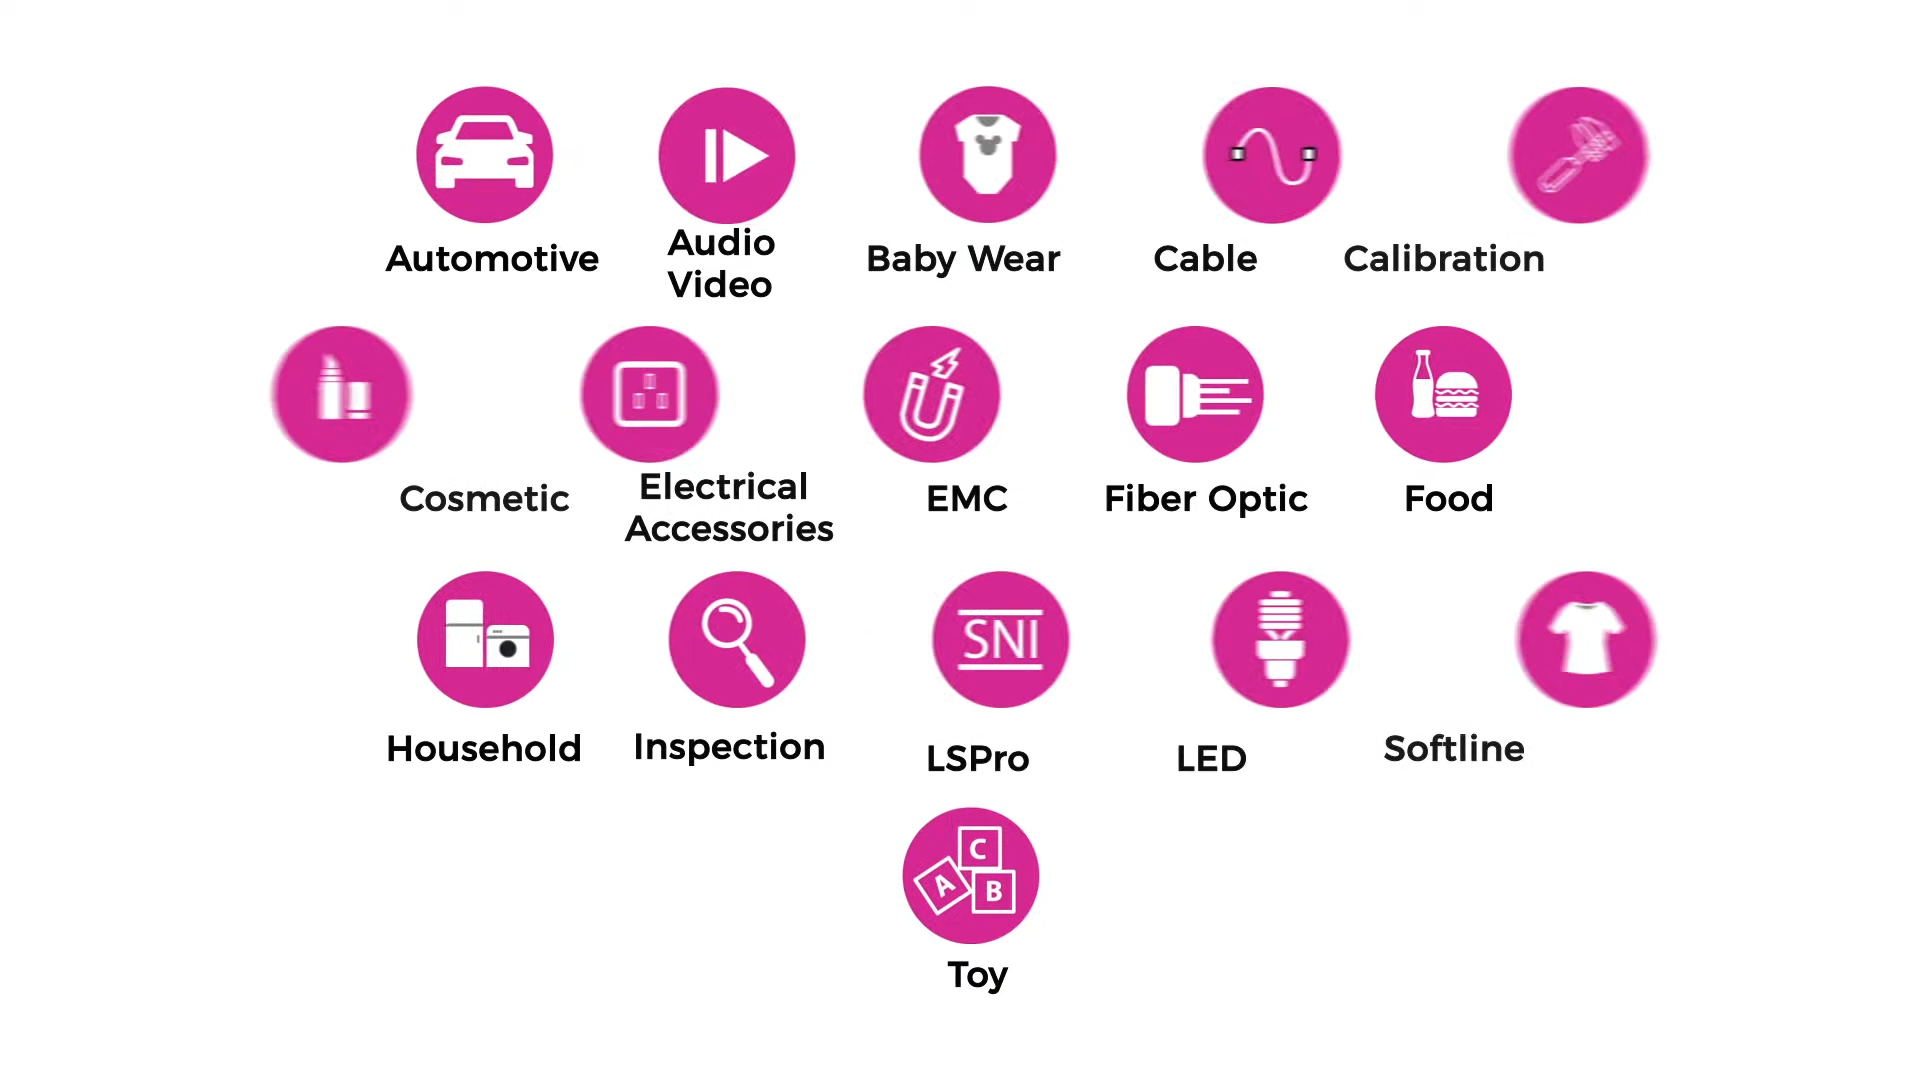 Automotive
Audio
Video
Baby Wear
Cable
Calibration
Cosmetic
Electrical
Accessories
EMC
Fiber Optic
Food
SNI
Household
Inspection
LSPro
LED
Softline
C
A
B
Toy